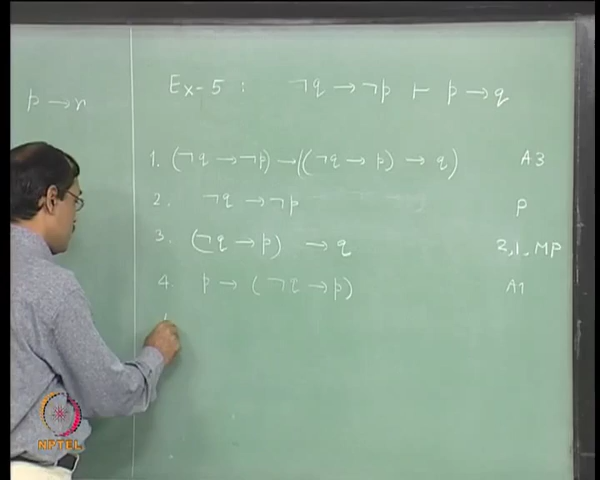 p → r
Ex-5 : ¬q → ¬p ⊢ p → q
1. (¬q → ¬p) → ((¬q → p) → q) A3
2. ¬q → ¬p P
3. (¬q → p) → q 2,1, MP
4. p → (¬q → p) A1
NPTEL